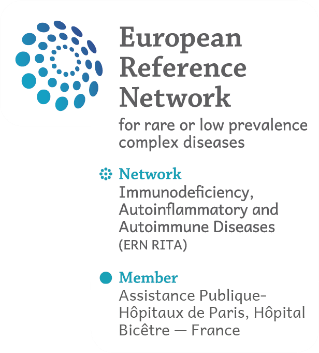 European
Reference
Network
for rare or low prevalence
complex diseases
Network
Immunodeficiency,
Autoinflammatory and
Autoimmune Diseases
(ERN RITA)
Member
Assistance Publique-
Hôpitaux de Paris, Hôpital
Bicêtre — France